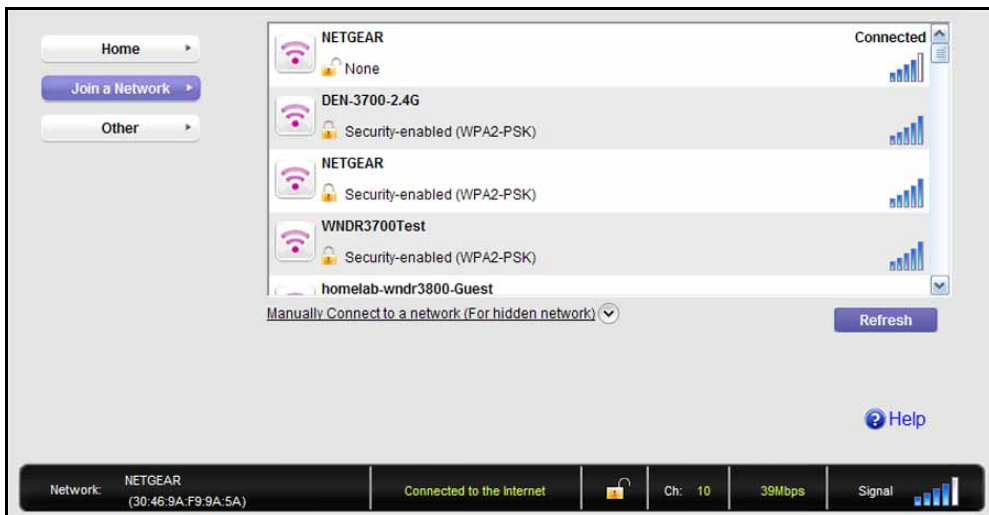 Home
Join a Network
Other
NETGEAR
Connected
None
DEN-3700-2.4G
Security-enabled (WPA2-PSK)
NETGEAR
Security-enabled (WPA2-PSK)
WNDR3700Test
Security-enabled (WPA2-PSK)
homelab-wndr3800-Guest
Manually Connect to a network (For hidden network)
Refresh
? Help
Network: NETGEAR
(30:46:9A:F9:9A:5A)
Connected to the Internet
Ch: 10
39Mbps
Signal